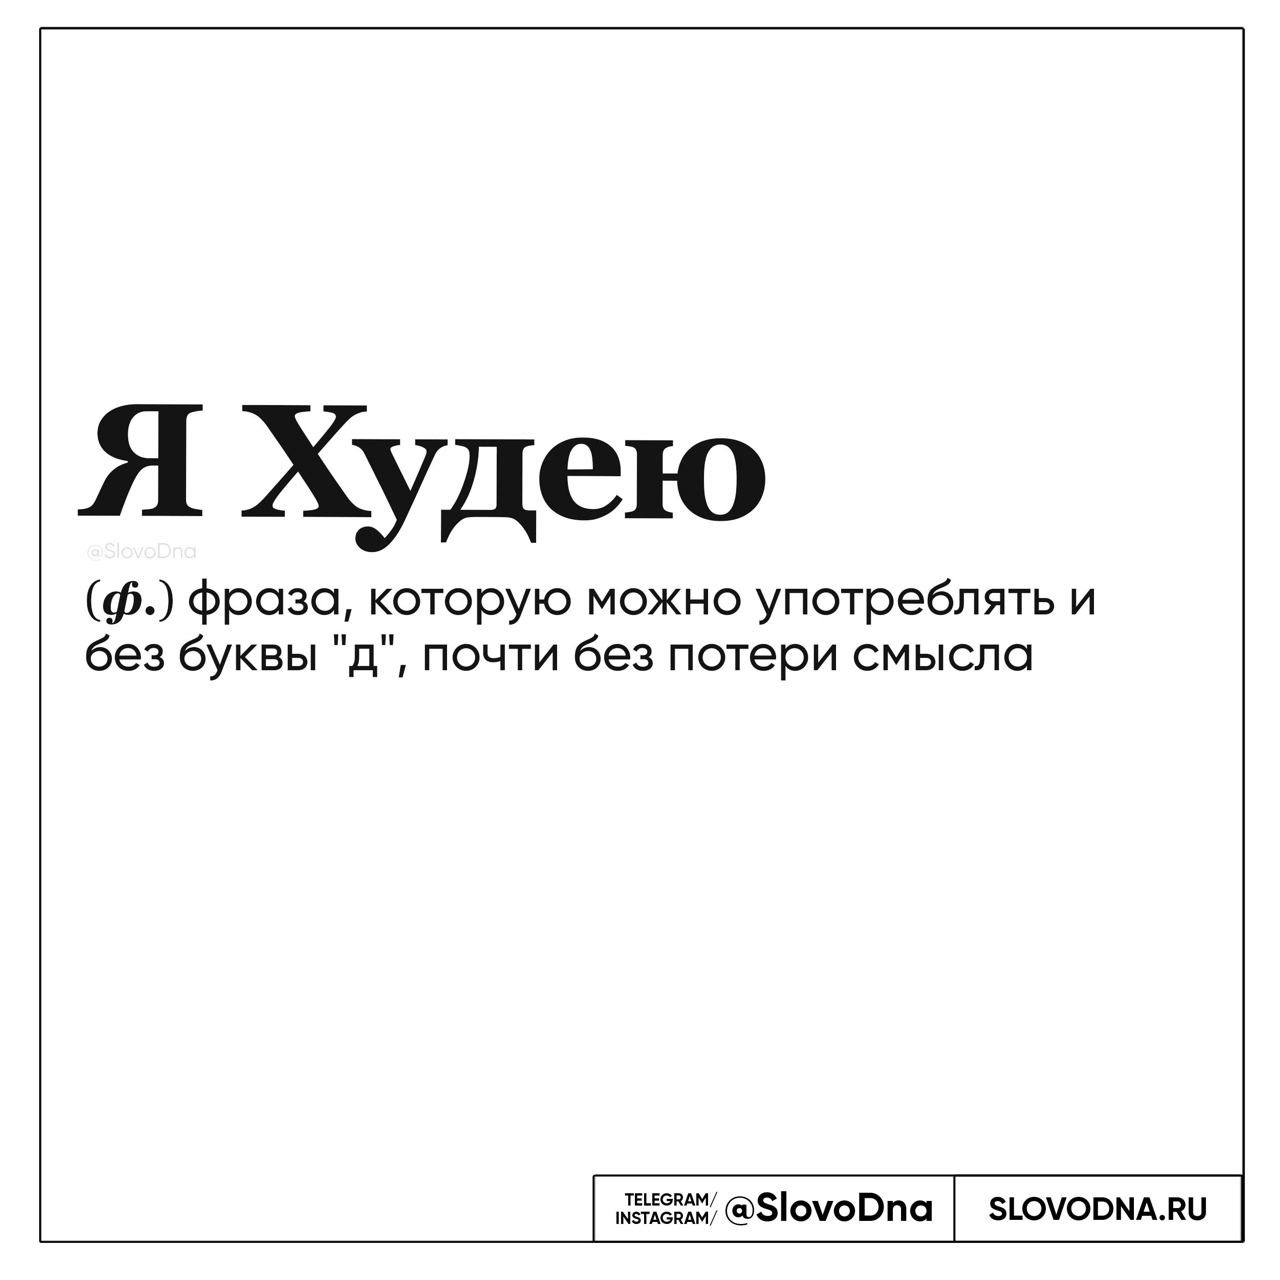 Я Худею
@SlovoDna
(ф.) фраза, которую можно употреблять и
без буквы "д", почти без потери смысла
TELEGRAM/
INSTAGRAM/
@SlovoDna
SLOVODNA.RU